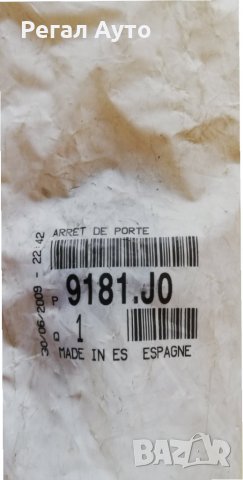 Регал Ауто
ARRET DE PORTE
30/06/2009 - 22:42
P 9181.J0
Q 1
MADE IN ES ESPAGNE
BAZAR